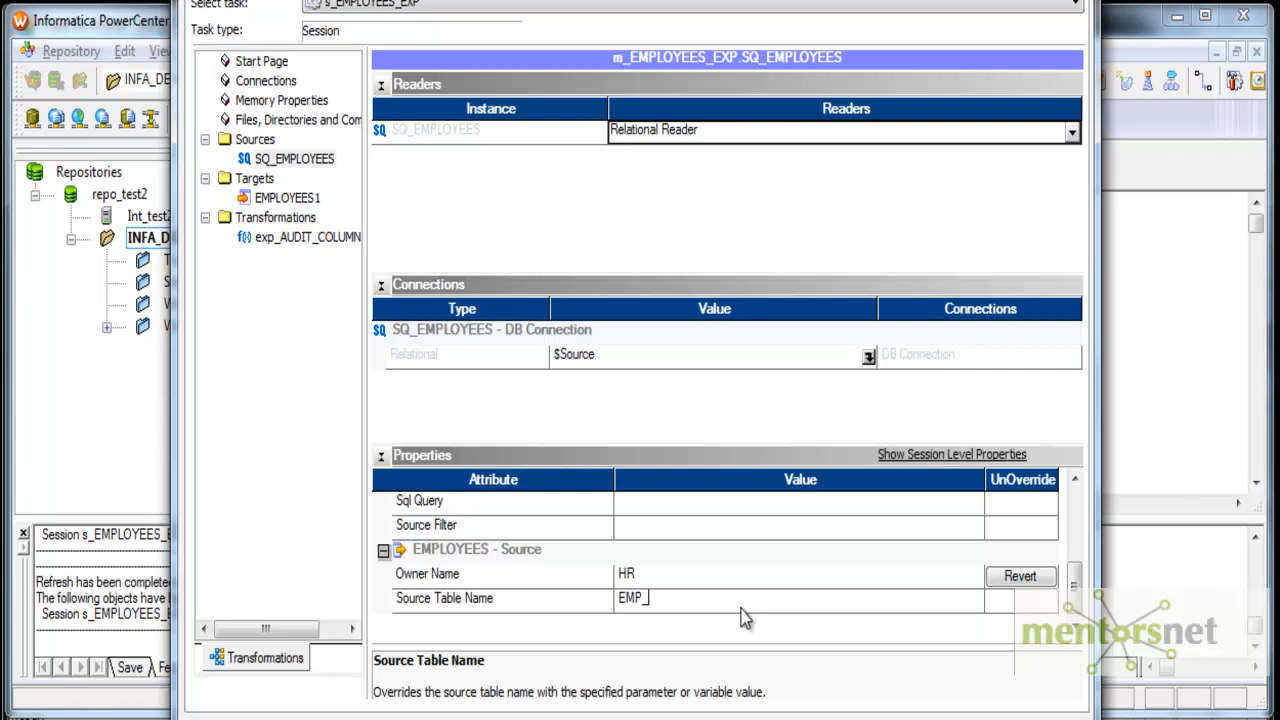 Informatica PowerCenter
Select task:
s_EMPLOYEES_EXP
Task type:
Session
Repository Edit
INFA_DE
Start Page
Connections
Memory Properties
Files, Directories and Com
Sources
SQ_EMPLOYEES
Targets
EMPLOYEES1
Transformations
exp_AUDIT_COLUMN
m_EMPLOYEES_EXP.SQ_EMPLOYEES
Readers
Instance Readers
SQ_EMPLOYEES Relational Reader
Repositories
repo_test2
Int_test2
INFA_D
Connections
Type Value Connections
SQ_EMPLOYEES - DB Connection
Relational $Source DB Connection
Properties Show Session Level Properties
Attribute Value UnOverride
Sql Query
Source Filter
EMPLOYEES - Source
Owner Name HR Revert
Source Table Name EMP_
Session s_EMPLOYEES_E
Refresh has been complete
The following objects have
Session s_EMPLOYEES_E
Save
Transformations
mentorsnet
Source Table Name
Overrides the source table name with the specified parameter or variable value.